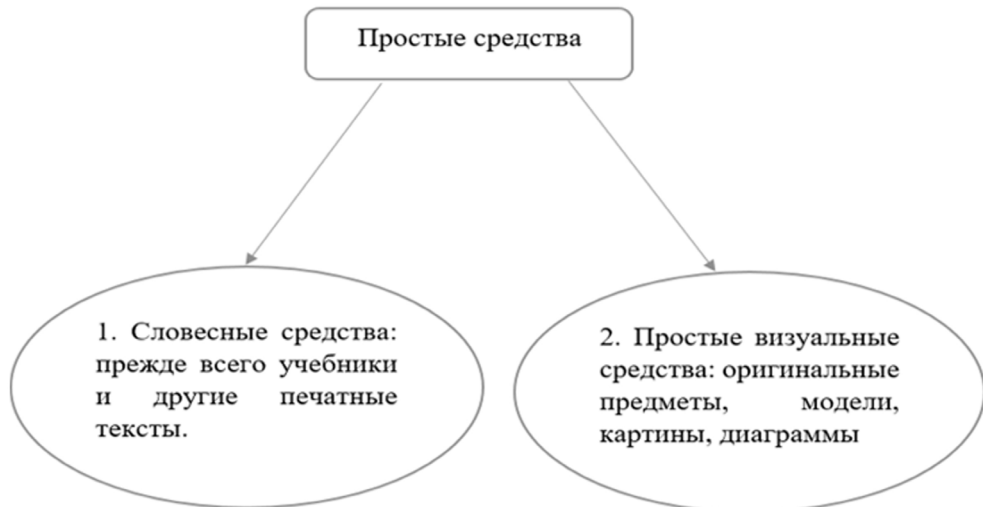 Простые средства
1. Словесные средства:
прежде всего учебники
и другие печатные
тексты.
2. Простые визуальные
средства: оригинальные
предметы, модели,
картины, диаграммы